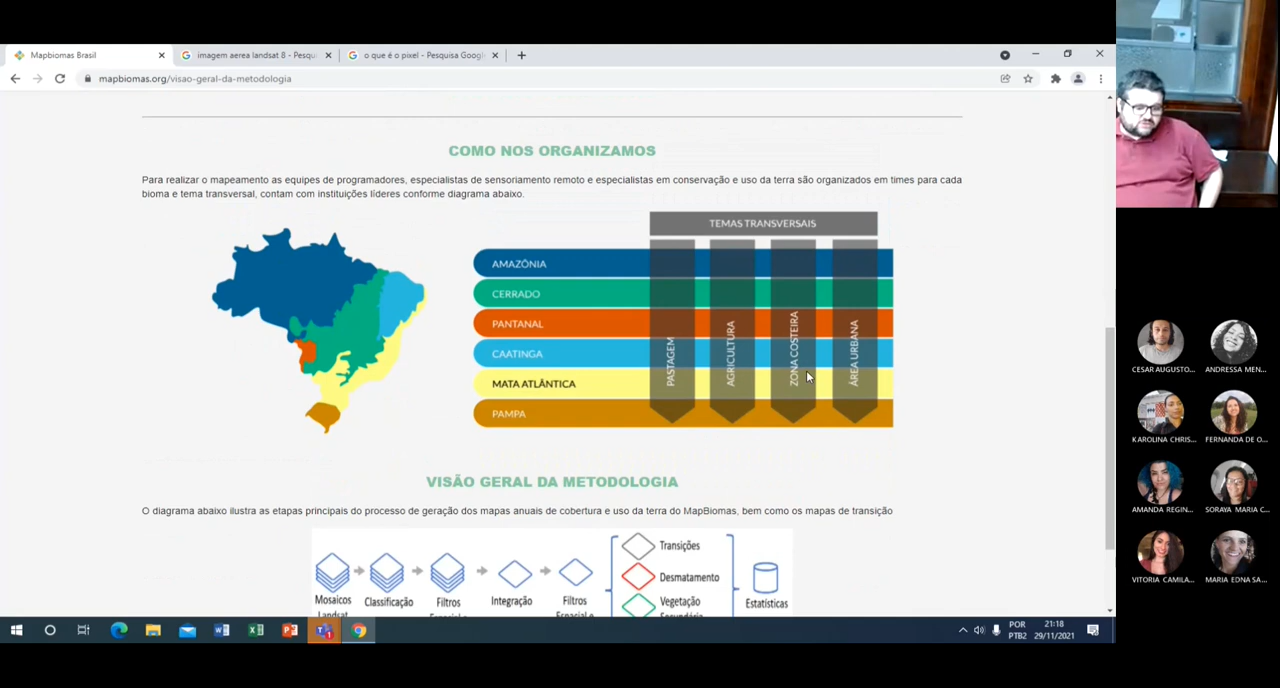 Mapbiomas Brasil
imagem aerea landsat 8 - Pesqu
o que é o pixel - Pesquisa Googl
mapbiomas.org/visao-geral-da-metodologia
COMO NOS ORGANIZAMOS
Para realizar o mapeamento as equipes de programadores, especialistas de sensoriamento remoto e especialistas em conservação e uso da terra são organizados em times para cada
bioma e tema transversal, contam com instituições líderes conforme diagrama abaixo.
TEMAS TRANSVERSAIS
AMAZÔNIA
CERRADO
PANTANAL
CAATINGA
MATA ATLÂNTICA
PAMPA
PASTAGEM
AGRICULTURA
ZONA COSTEIRA
ÁREA URBANA
VISÃO GERAL DA METODOLOGIA
O diagrama abaixo ilustra as etapas principais do processo de geração dos mapas anuais de cobertura e uso da terra do MapBiomas, bem como os mapas de transição
Mosaicos
Classificação
Filtros
Integração
Filtros
Transições
Desmatamento
Vegetação
Estatísticas
POR
PTB2
21:18
29/11/2021
CESAR AUGUSTO...
ANDRESSA MEN...
KAROLINA CHRIS...
FERNANDA DE O...
AMANDA REGIN...
SORAYA MARIA C...
VITORIA CAMILA...
MARIA EDNA SA...